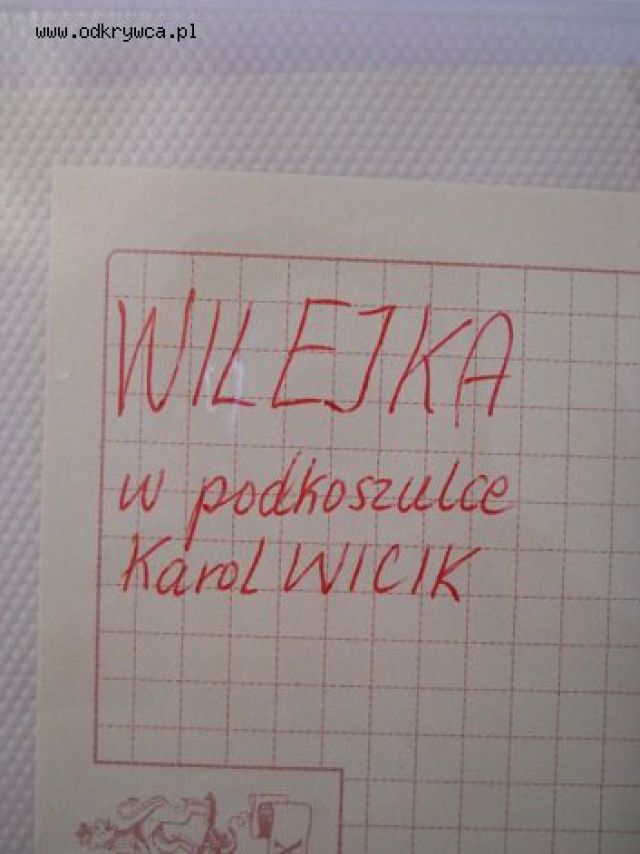 www.odkrywca.pl
WILEJKA
w podkoszulce
Karol WICIK